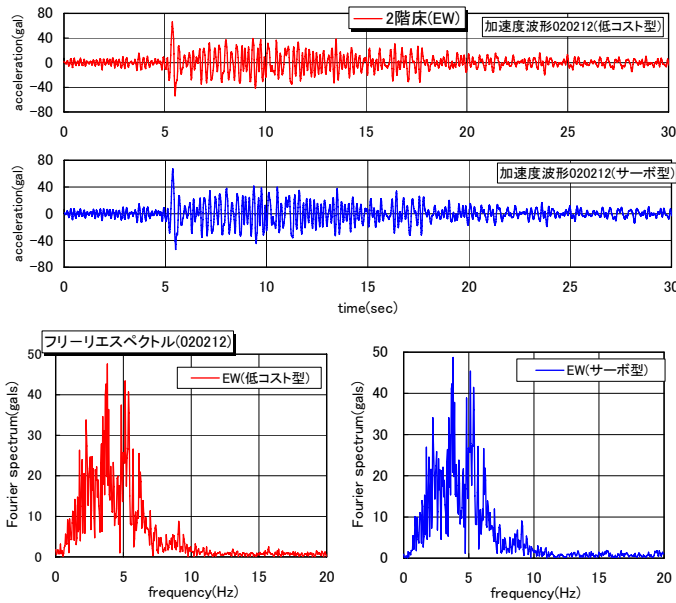 2階床(EW)
加速度波形020212(低コスト型)
acceleration(gal)
80
40
0
-40
-80
0 5 10 15 20 25 30
加速度波形020212(サーボ型)
acceleration(gal)
80
40
0
-40
-80
0 5 10 15 20 25 30
time(sec)
フリーリエスペクトル(020212)
EW(低コスト型)
Fourier spectrum(gals)
50
40
30
20
10
0
0 5 10 15 20
frequency(Hz)
EW(サーボ型)
Fourier spectrum(gals)
50
40
30
20
10
0
0 5 10 15 20
frequency(Hz)